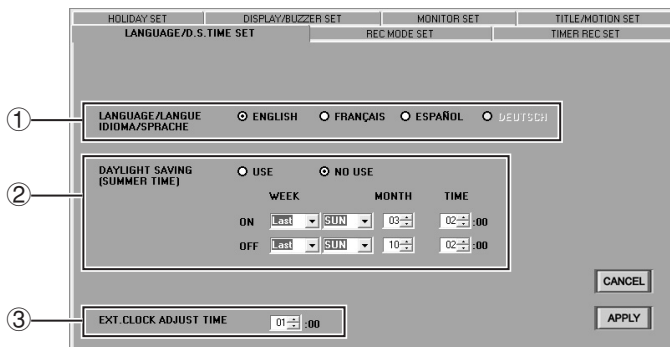 HOLIDAY SET DISPLAY/BUZZER SET MONITOR SET TITLE/MOTION SET
LANGUAGE/D.S.TIME SET REC MODE SET TIMER REC SET
① LANGUAGE/LANGUE IDIOMA/SPRACHE ENGLISH FRANÇAIS ESPAÑOL DEUTSCH
② DAYLIGHT SAVING (SUMMER TIME) USE NO USE
WEEK MONTH TIME
ON Last SUN 03 02 :00
OFF Last SUN 10 02 :00
CANCEL
③ EXT.CLOCK ADJUST TIME 01 :00
APPLY